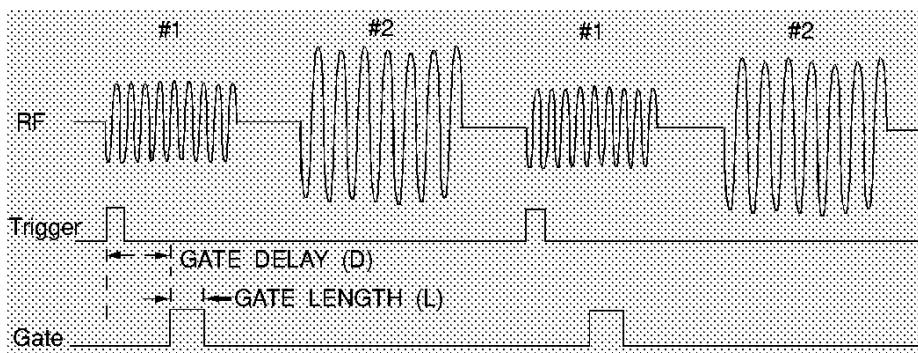 #1 #2 #1 #2
RF
Trigger
GATE DELAY (D)
GATE LENGTH (L)
Gate